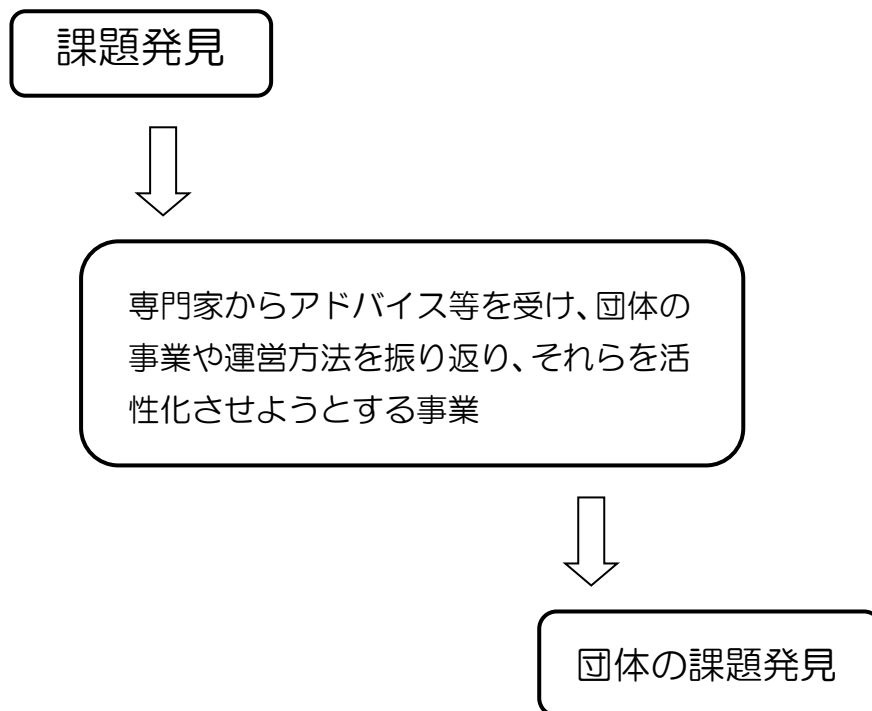 課題発見
専門家からアドバイス等を受け、団体の
事業や運営方法を振り返り、それらを活
性化させようとする事業
団体の課題発見